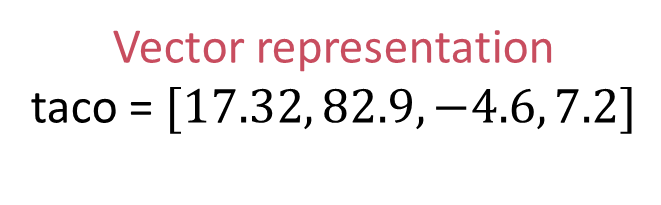 Vector representation
taco = [17.32, 82.9, −4.6, 7.2]